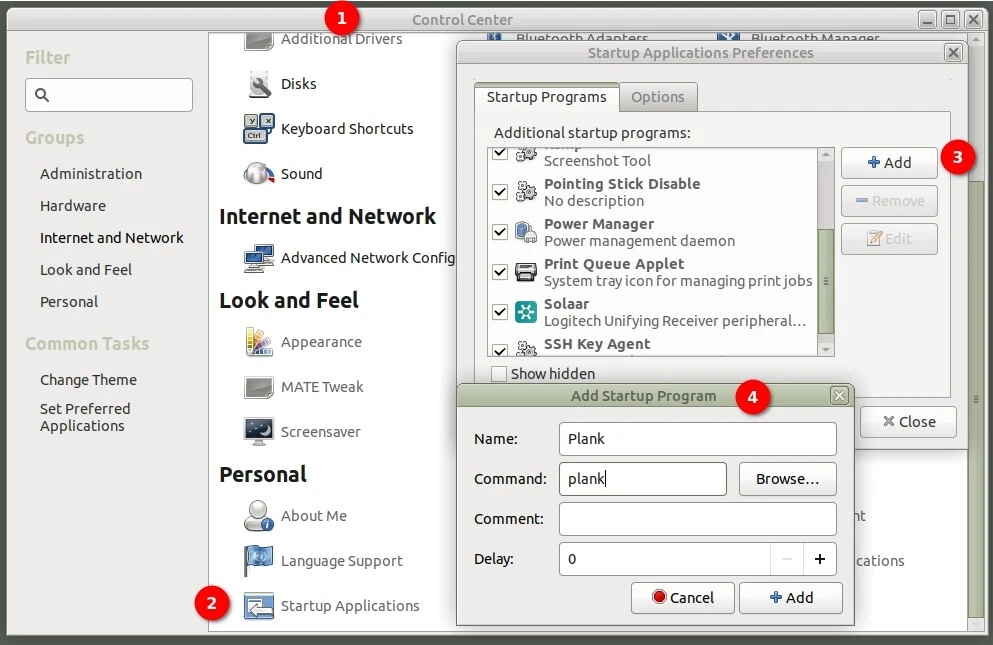 1
Control Center
Filter
Groups
Administration
Hardware
Internet and Network
Look and Feel
Personal
Common Tasks
Change Theme
Set Preferred
Applications
Additional Drivers
Bluetooth Adapters
Bluetooth Manager
Disks
Keyboard Shortcuts
Sound
Internet and Network
Advanced Network Config
Look and Feel
Appearance
MATE Tweak
Screensaver
Personal
About Me
Language Support
2
Startup Applications
Startup Applications Preferences
Startup Programs
Options
Additional startup programs:
Screenshot Tool
Pointing Stick Disable
No description
Power Manager
Power management daemon
Print Queue Applet
System tray icon for managing print jobs
Solaar
Logitech Unifying Receiver peripheral...
SSH Key Agent
Show hidden
Add
3
Remove
Edit
Close
Add Startup Program
4
Name:
Plank
Command:
plank
Browse...
Comment:
Delay:
0
Cancel
Add